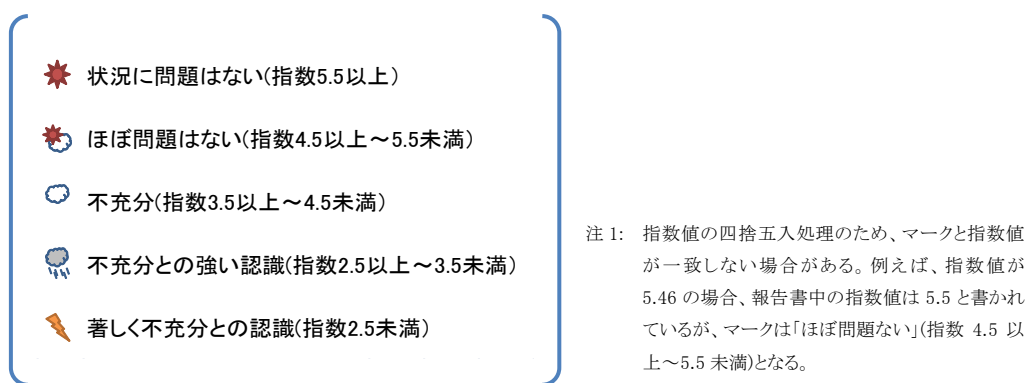 状況に問題はない(指数5.5以上)
ほぼ問題はない(指数4.5以上～5.5未満)
不充分(指数3.5以上～4.5未満)
不充分との強い認識(指数2.5以上～3.5未満)
著しく不充分との認識(指数2.5未満)
注 1: 指数値の四捨五入処理のため、マークと指数値
が一致しない場合がある。例えば、指数値が
5.46 の場合、報告書中の指数値は 5.5 と書かれ
ているが、マークは「ほぼ問題ない」(指数 4.5 以
上～5.5 未満)となる。